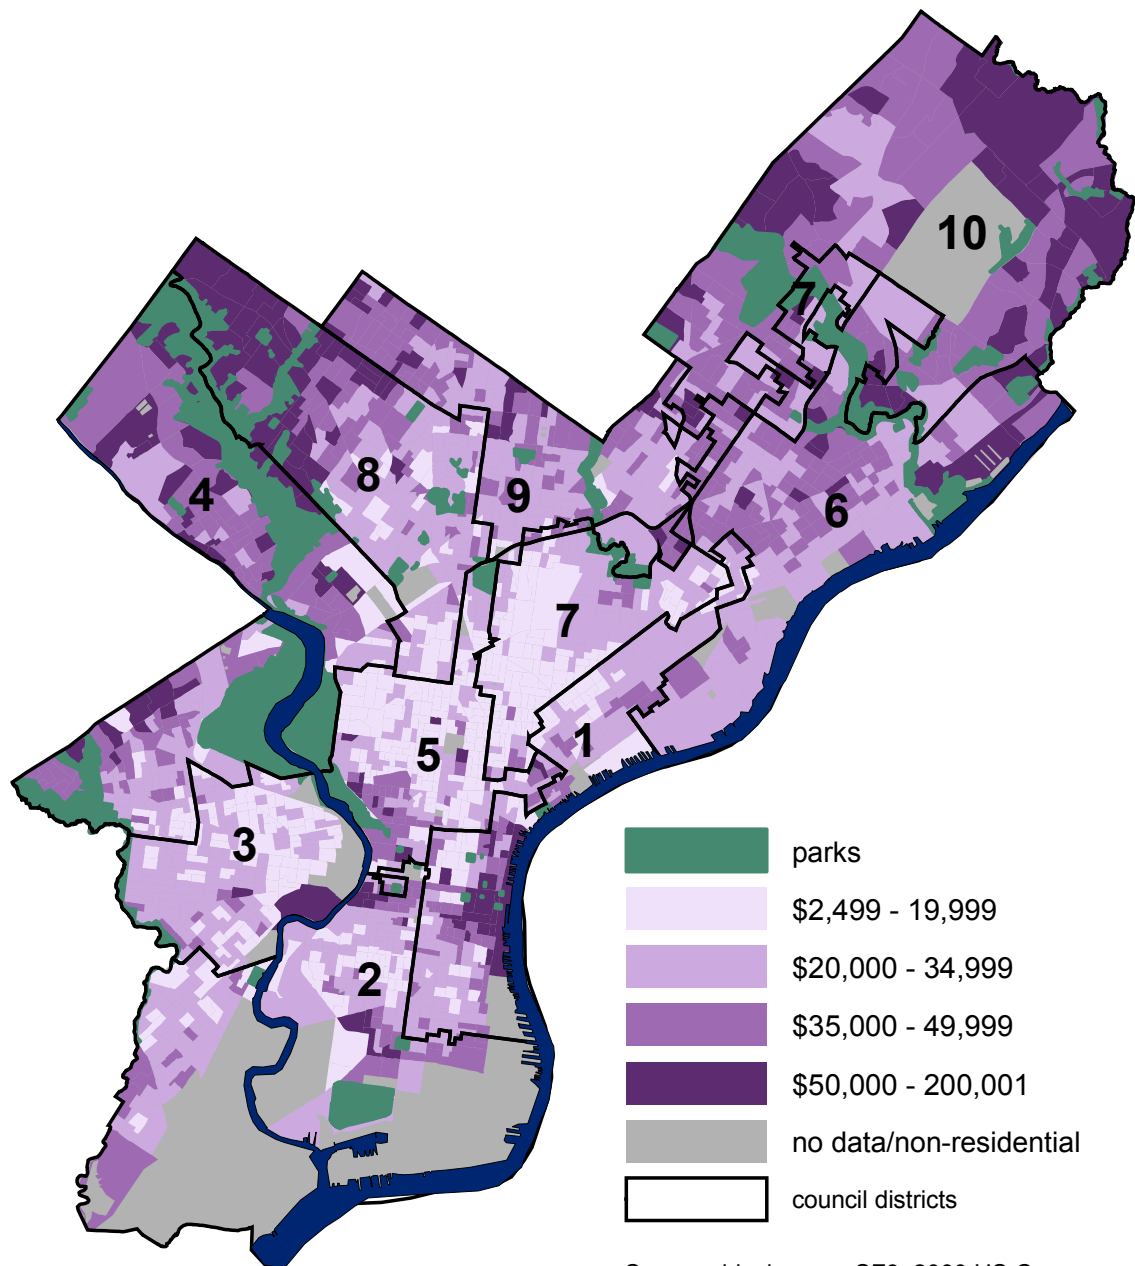 10
7
8
4
9
6
7
1
5
3
2
parks
$2,499 - 19,999
$20,000 - 34,999
$35,000 - 49,999
$50,000 - 200,001
no data/non-residential
council districts